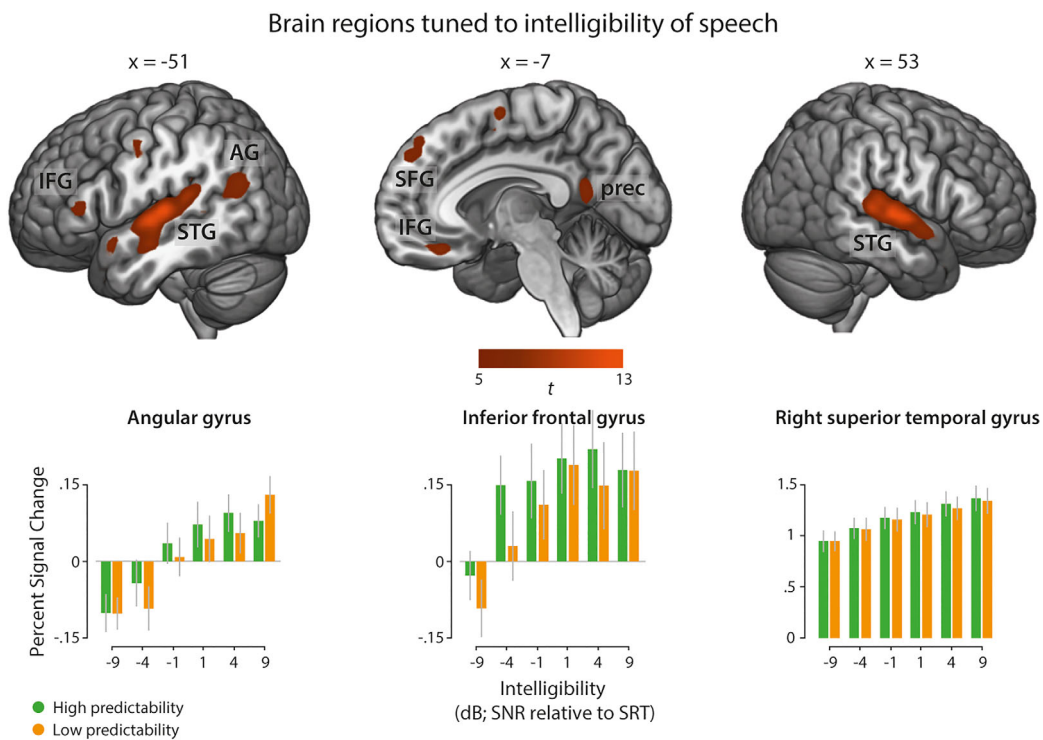 Brain regions tuned to intelligibility of speech
x = -51
x = -7
x = 53
IFG
AG
STG
SFG
IFG
prec
STG
5
13
t
Angular gyrus
Inferior frontal gyrus
Right superior temporal gyrus
Percent Signal Change
.15
0
-.15
-9 -4 -1 1 4 9
.15
0
-.15
-9 -4 -1 1 4 9
Intelligibility
(dB; SNR relative to SRT)
1.5
1
.5
0
-9 -4 -1 1 4 9
High predictability
Low predictability